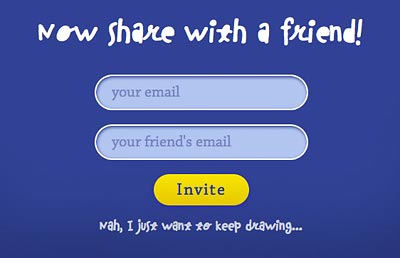 Now share with a friend!
your email
your friend's email
Invite
Nah, I just want to keep drawing...